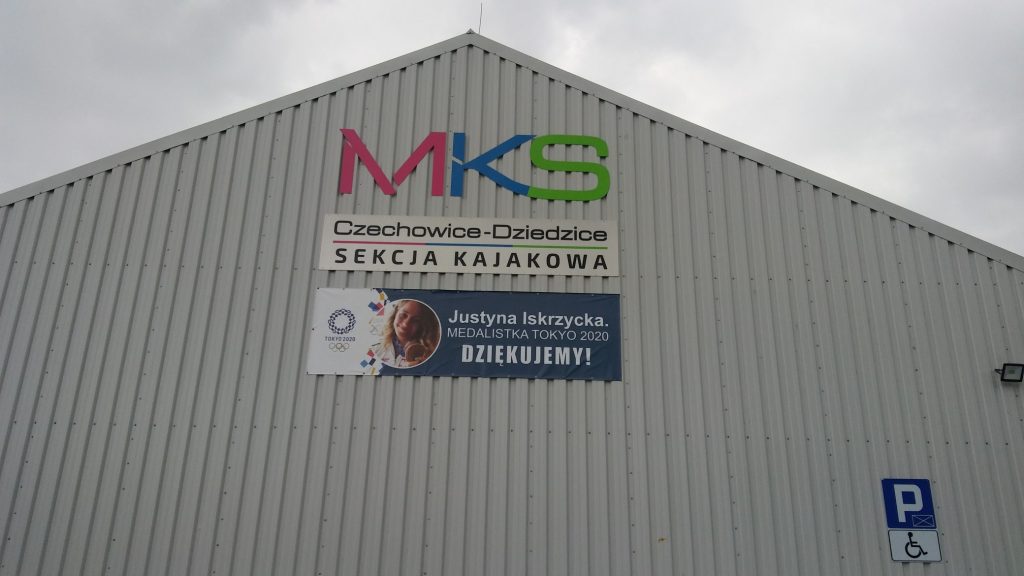 MKS
Czechowice-Dziedzice
SEKCJA KAJAKOWA
TOKYO 2020
Justyna Iskrzycka.
MEDALISTKA TOKYO 2020
DZIĘKUJEMY!
P